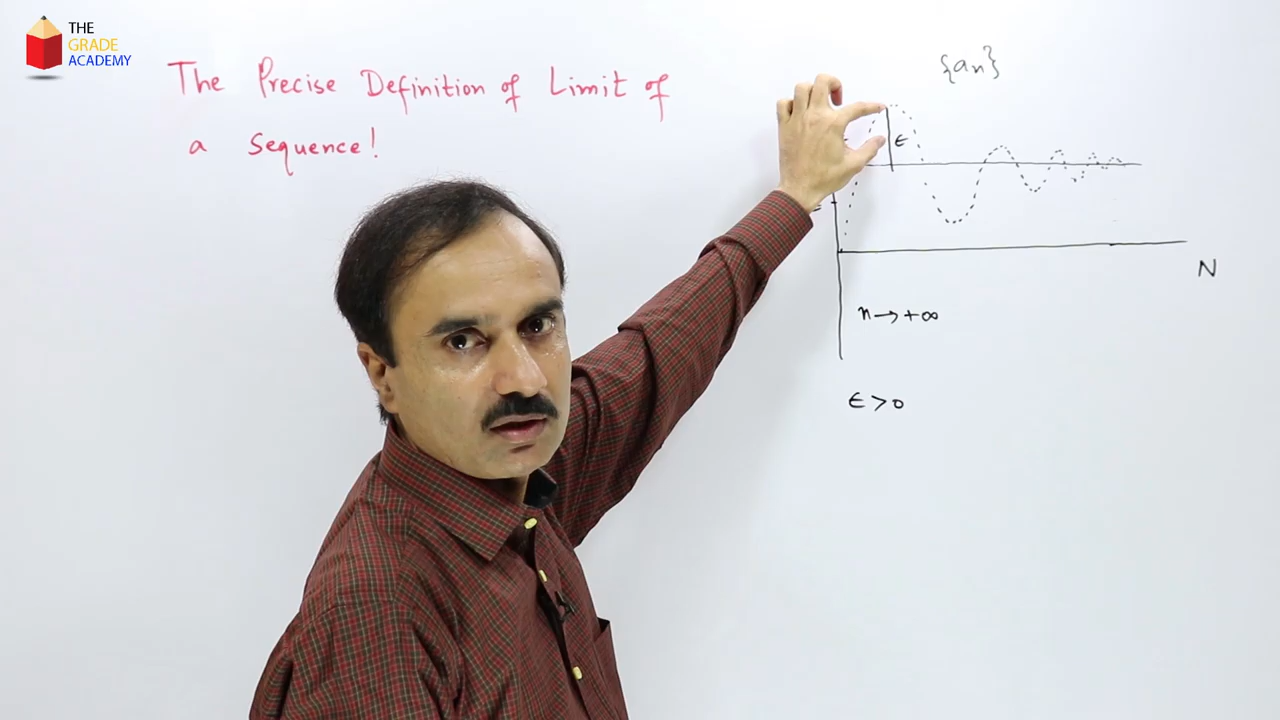 THE
GRADE
ACADEMY
The Precise Definition of Limit of
a Sequence!
{aₙ}
ϵ
N
n → +∞
ϵ > 0